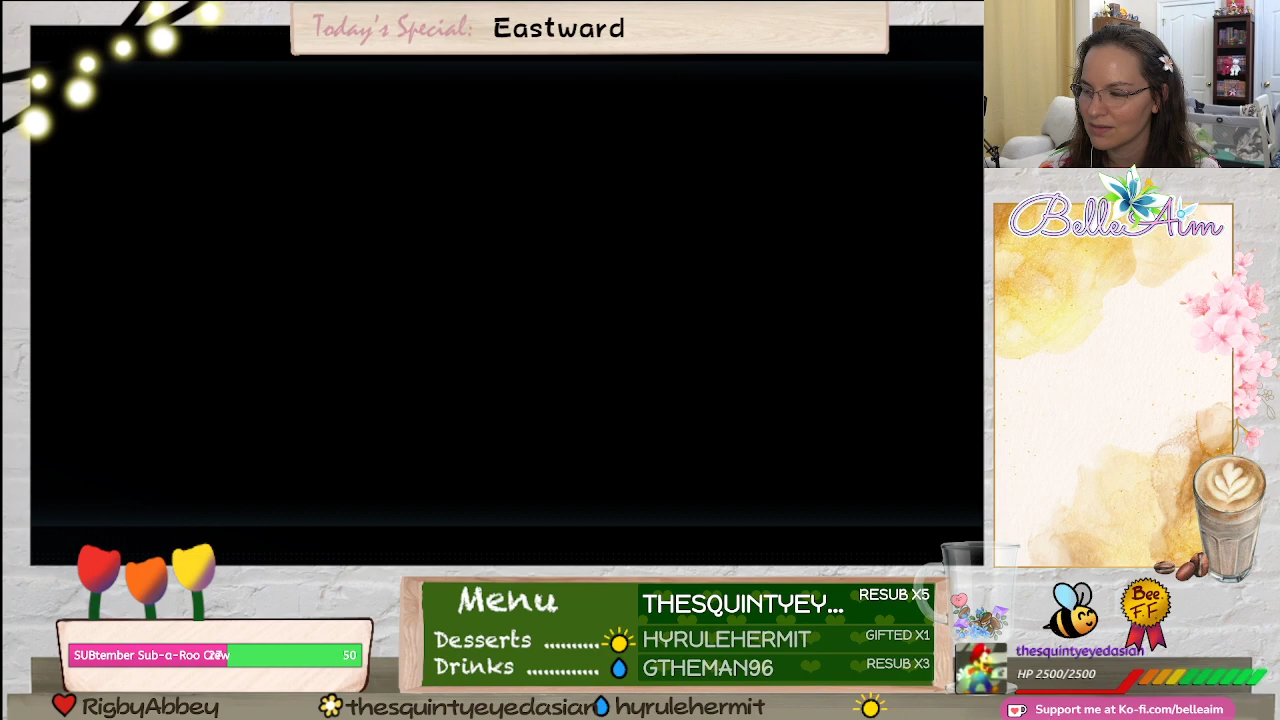 Today's Special: Eastward
BelleAim
Menu
Desserts ..........
Drinks .............
THESQUINTYEY... RESUB X5
HYRULEHERMIT GIFTED X1
GTHEMAN96 RESUB X3
SUBtember Sub-a-Roo Crew 50
Bee
F.F
thesquintyeyedasian
HP 2500/2500
RigbyAbbey
thesquintyeyedasian
hyrulehermit
Support me at Ko-fi.com/belleaim